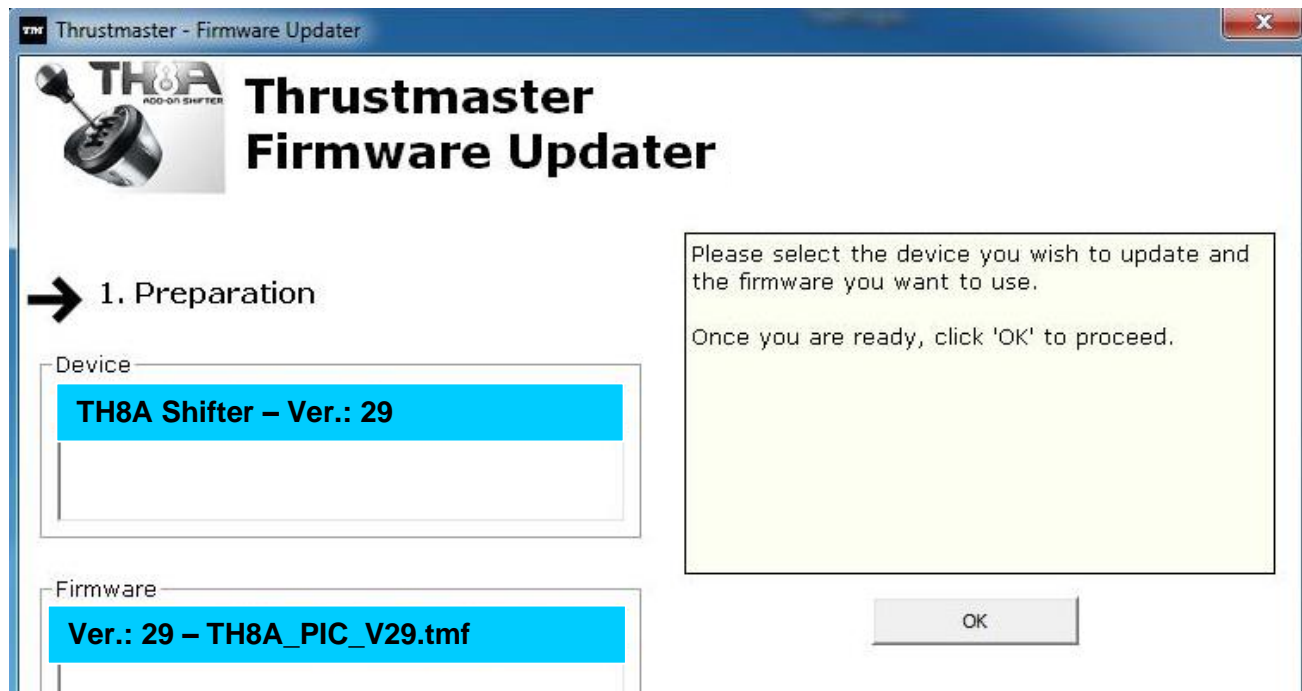 Thrustmaster - Firmware Updater
TH8A
ADD-ON SHIFTER
Thrustmaster
Firmware Updater
1. Preparation
Please select the device you wish to update and
the firmware you want to use.
Once you are ready, click 'OK' to proceed.
Device
TH8A Shifter – Ver.: 29
Firmware
Ver.: 29 – TH8A_PIC_V29.tmf
OK